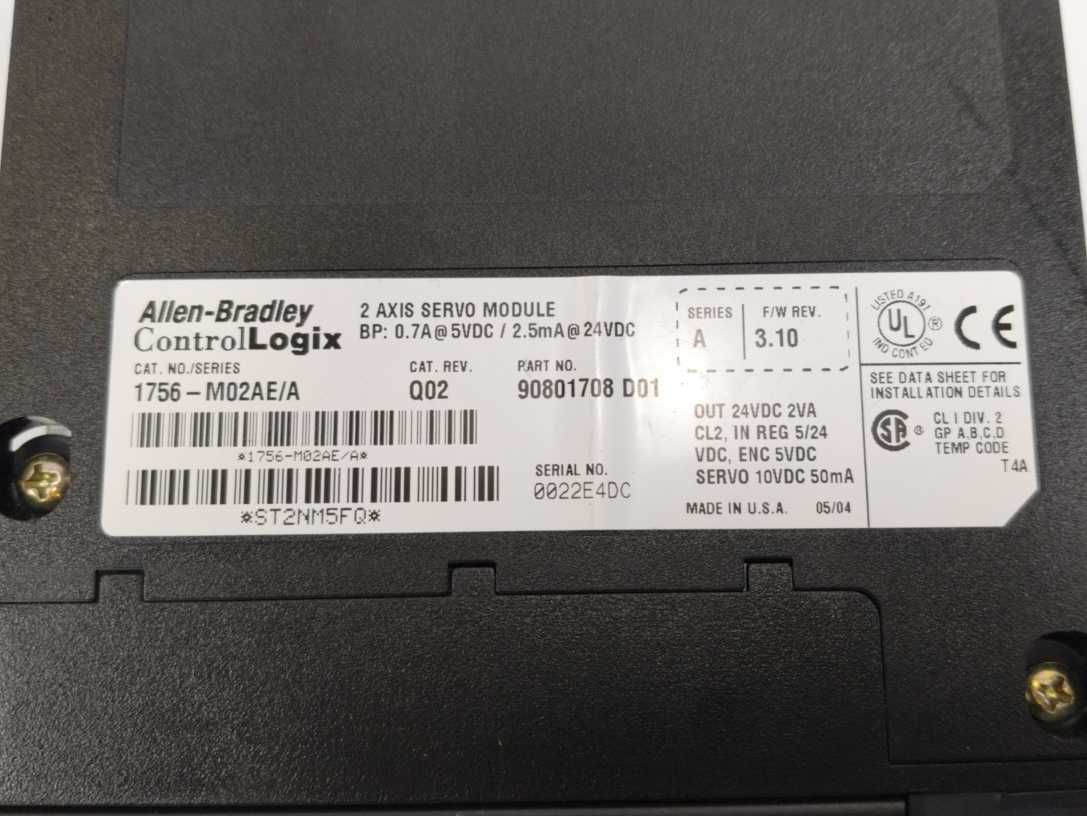 Allen-Bradley
ControlLogix
2 AXIS SERVO MODULE
BP: 0.7A@5VDC / 2.5mA@24VDC
CAT. NO./SERIES
1756-M02AE/A
CAT. REV.
Q02
PART NO.
90801708 D01
*1756-M02AE/A*
*ST2NM5FQ*
SERIAL NO.
0022E4DC
SERIES
A
F/W REV.
3.10
OUT 24VDC 2VA
CL2, IN REG 5/24
VDC, ENC 5VDC
SERVO 10VDC 50mA
MADE IN U.S.A. 05/04
LISTED A191
UL ®
IND CONT EQ
CE
SEE DATA SHEET FOR
INSTALLATION DETAILS
SA ®
CL I DIV. 2
GP A,B,C,D
TEMP CODE
T4A